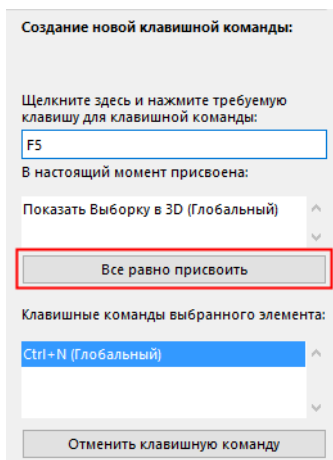 Создание новой клавишной команды:
Щелкните здесь и нажмите требуемую
клавишу для клавишной команды:
F5
В настоящий момент присвоена:
Показать Выборку в 3D (Глобальный)
Все равно присвоить
Клавишные команды выбранного элемента:
Ctrl+N (Глобальный)
Отменить клавишную команду